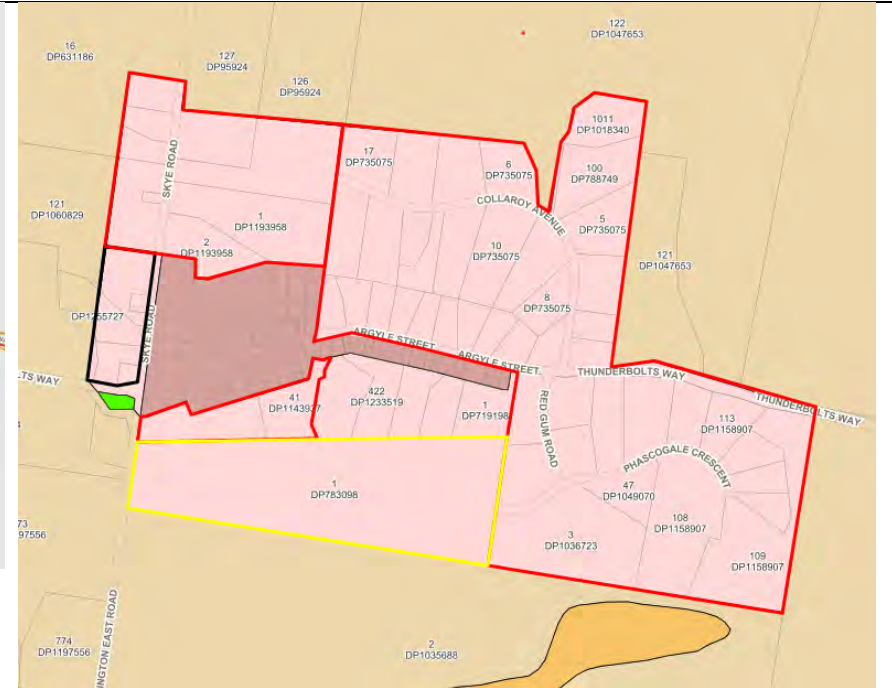 122
DP1047653
16
DP631186
127
DP95924
126
DP95924
1011
DP1018340
17
DP735075
6
DP735075
100
DP788749
SKYE ROAD
COLLAROY AVENUE
121
DP1060829
1
DP1193958
5
DP735075
2
DP1193958
10
DP735075
121
DP1047653
8
DP735075
DP1255727
SKYE ROAD
ARGYLE STREET
ARGYLE STREET
THUNDERBOLTS WAY
THUNDERBOLTS WAY
LTS WAY
41
DP1143937
422
DP1233519
1
DP719198
RED GUM ROAD
113
DP1158907
PHASCOGALE CRESCENT
1
DP783098
47
DP1049070
108
DP1158907
73
97556
3
DP1036723
109
DP1158907
INGTON EAST ROAD
774
DP1197556
2
DP1035688